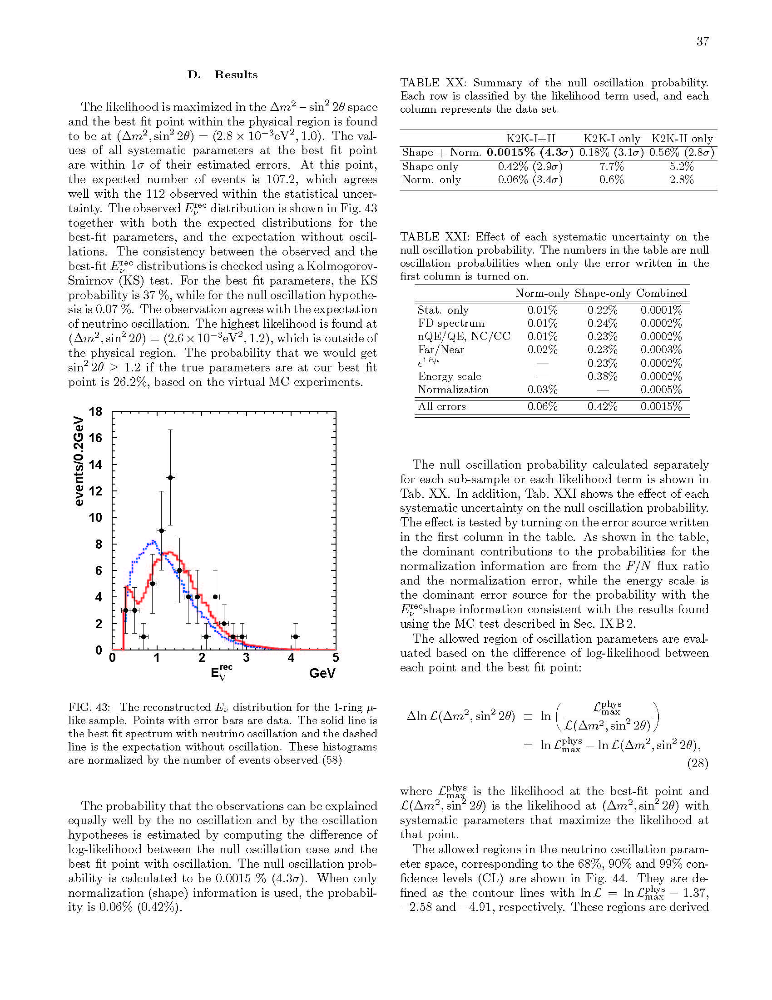 37
D. Results
The likelihood is maximized in the Δm² − sin² 2θ space
and the best fit point within the physical region is found
to be at (Δm², sin² 2θ) = (2.8 × 10⁻³eV², 1.0). The val-
ues of all systematic parameters at the best fit point
are within 1σ of their estimated errors. At this point,
the expected number of events is 107.2, which agrees
well with the 112 observed within the statistical uncer-
tainty. The observed E_ν^rec distribution is shown in Fig. 43
together with both the expected distributions for the
best-fit parameters, and the expectation without oscil-
lations. The consistency between the observed and the
best-fit E_ν^rec distributions is checked using a Kolmogorov-
Smirnov (KS) test. For the best fit parameters, the KS
probability is 37 %, while for the null oscillation hypothe-
sis is 0.07 %. The observation agrees with the expectation
of neutrino oscillation. The highest likelihood is found at
(Δm², sin² 2θ) = (2.6 × 10⁻³eV², 1.2), which is outside of
the physical region. The probability that we would get
sin² 2θ ≥ 1.2 if the true parameters are at our best fit
point is 26.2%, based on the virtual MC experiments.
events/0.2GeV
18
16
14
12
10
8
6
4
2
0
0 1 2 3 4 5
E_ν^rec GeV
FIG. 43: The reconstructed E_ν distribution for the 1-ring μ-
like sample. Points with error bars are data. The solid line is
the best fit spectrum with neutrino oscillation and the dashed
line is the expectation without oscillation. These histograms
are normalized by the number of events observed (58).
The probability that the observations can be explained
equally well by the no oscillation and by the oscillation
hypotheses is estimated by computing the difference of
log-likelihood between the null oscillation case and the
best fit point with oscillation. The null oscillation prob-
ability is calculated to be 0.0015 % (4.3σ). When only
normalization (shape) information is used, the probabil-
ity is 0.06% (0.42%).
TABLE XX: Summary of the null oscillation probability.
Each row is classified by the likelihood term used, and each
column represents the data set.
K2K-I+II K2K-I only K2K-II only
Shape + Norm. 0.0015% (4.3σ) 0.18% (3.1σ) 0.56% (2.8σ)
Shape only 0.42% (2.9σ) 7.7% 5.2%
Norm. only 0.06% (3.4σ) 0.6% 2.8%
TABLE XXI: Effect of each systematic uncertainty on the
null oscillation probability. The numbers in the table are null
oscillation probabilities when only the error written in the
first column is turned on.
Norm-only Shape-only Combined
Stat. only 0.01% 0.22% 0.0001%
FD spectrum 0.01% 0.24% 0.0002%
nQE/QE, NC/CC 0.01% 0.23% 0.0002%
Far/Near 0.02% 0.23% 0.0003%
ϵ^1Rμ — 0.23% 0.0002%
Energy scale — 0.38% 0.0002%
Normalization 0.03% — 0.0005%
All errors 0.06% 0.42% 0.0015%
The null oscillation probability calculated separately
for each sub-sample or each likelihood term is shown in
Tab. XX. In addition, Tab. XXI shows the effect of each
systematic uncertainty on the null oscillation probability.
The effect is tested by turning on the error source written
in the first column in the table. As shown in the table,
the dominant contributions to the probabilities for the
normalization information are from the F/N flux ratio
and the normalization error, while the energy scale is
the dominant error source for the probability with the
E_ν^rec shape information consistent with the results found
using the MC test described in Sec. IX B 2.
The allowed region of oscillation parameters are eval-
uated based on the difference of log-likelihood between
each point and the best fit point:
Δln ℒ(Δm², sin² 2θ) ≡ ln ( ℒ_max^phys / ℒ(Δm², sin² 2θ) )
= ln ℒ_max^phys − ln ℒ(Δm², sin² 2θ),
(28)
where ℒ_max^phys is the likelihood at the best-fit point and
ℒ(Δm², sin² 2θ) is the likelihood at (Δm², sin² 2θ) with
systematic parameters that maximize the likelihood at
that point.
The allowed regions in the neutrino oscillation param-
eter space, corresponding to the 68%, 90% and 99% con-
fidence levels (CL) are shown in Fig. 44. They are de-
fined as the contour lines with ln ℒ = ln ℒ_max^phys − 1.37,
−2.58 and −4.91, respectively. These regions are derived